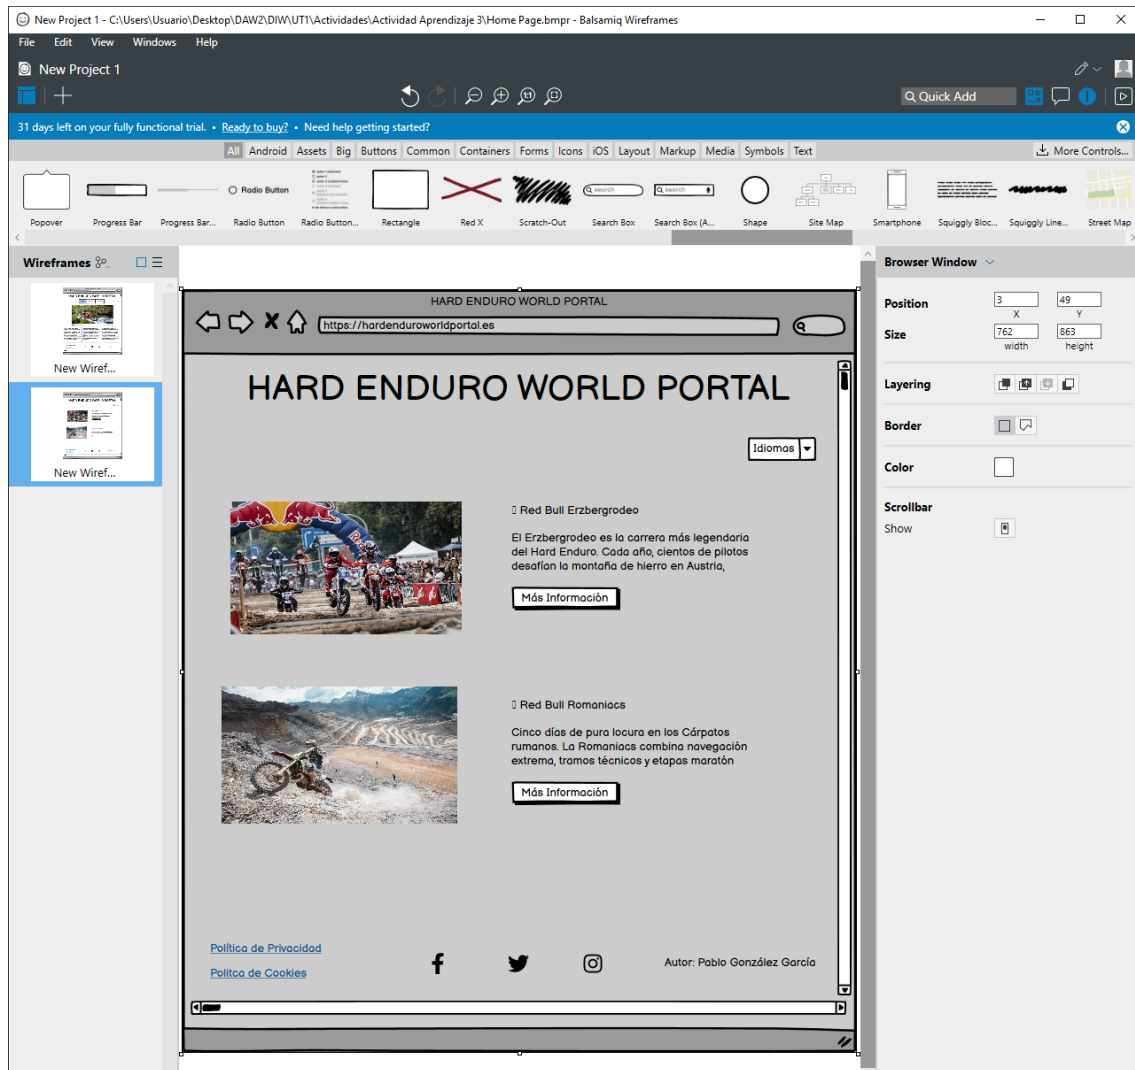 New Project 1 - C:\Users\Usuario\Desktop\DAW2\DIW\UT1\Actividades\Actividad Aprendizaje 3\Home Page.bmpr - Balsamiq Wireframes
File Edit View Windows Help
New Project 1
Quick Add
31 days left on your fully functional trial. • Ready to buy? • Need help getting started?
All Android Assets Big Buttons Common Containers Forms Icons iOS Layout Markup Media Symbols Text
More Controls...
Radio Button
search
search
Popover Progress Bar Progress Bar... Radio Button Radio Button... Rectangle Red X Scratch-Out Search Box Search Box (A... Shape Site Map Smartphone Squiggly Bloc... Squiggly Line... Street Map
Wireframes
New Wiref...
New Wiref...
HARD ENDURO WORLD PORTAL
https://hardenduroworldportal.es
HARD ENDURO WORLD PORTAL
Idiomas
Red Bull Erzbergrodeo
El Erzbergrodeo es la carrera más legendaria
del Hard Enduro. Cada año, cientos de pilotos
desafían la montaña de hierro en Austria,
Más Información
Red Bull Romaniacs
Cinco días de pura locura en los Cárpatos
rumanos. La Romaniacs combina navegación
extrema, tramos técnicos y etapas maratón
Más Información
Política de Privacidad
Politca de Cookies
Autor: Pablo González García
Browser Window
Position
3 49
X Y
Size
762 863
width height
Layering
Border
Color
Scrollbar
Show